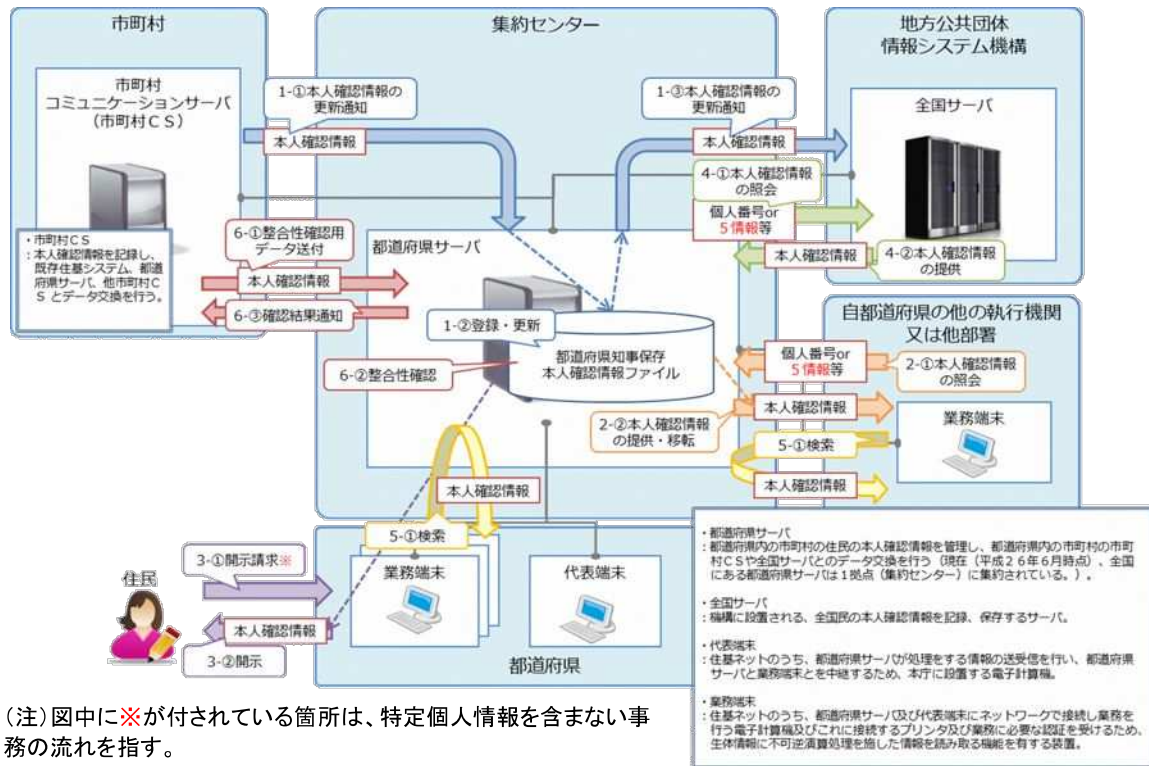 市町村
集約センター
地方公共団体
情報システム機構
市町村
コミュニケーションサーバ
（市町村ＣＳ）
1-①本人確認情報の
更新通知
本人確認情報
1-③本人確認情報の
更新通知
本人確認情報
全国サーバ
4-①本人確認情報
の照会
個人番号or
５情報等
本人確認情報
4-②本人確認情報
の提供
・市町村ＣＳ
：本人確認情報を記録し、
既存住基システム、都道
府県サーバ、他市町村Ｃ
Ｓ とデータ交換を行う。
6-①整合性確認用
データ送付
本人確認情報
6-③確認結果通知
都道府県サーバ
1-②登録・更新
都道府県知事保存
本人確認情報ファイル
6-②整合性確認
自都道府県の他の執行機関
又は他部署
個人番号or
５情報等
2-①本人確認情報
の照会
本人確認情報
2-②本人確認情報
の提供・移転
業務端末
5-①検索
本人確認情報
本人確認情報
5-①検索
3-①開示請求※
住民
本人確認情報
3-②開示
業務端末
代表端末
都道府県
・都道府県サーバ
：都道府県内の市町村の住民の本人確認情報を管理し、都道府県内の市町村の市町
村ＣＳや全国サーバとのデータ交換を行う（現在（平成２６年６月時点）、全国
にある都道府県サーバは１拠点（集約センター）に集約されている。）。
・全国サーバ
：機構に設置される、全国民の本人確認情報を記録、保存するサーバ。
・代表端末
：住基ネットのうち、都道府県サーバが処理をする情報の送受信を行い、都道府県
サーバと業務端末とを中継するため、本庁に設置する電子計算機。
・業務端末
：住基ネットのうち、都道府県サーバ及び代表端末にネットワークで接続し業務を
行う電子計算機及びこれに接続するプリンタ及び業務に必要な認証を受けるため、
生体情報に不可逆演算処理を施した情報を読み取る機能を有する装置。
(注)図中に※が付されている箇所は、特定個人情報を含まない事
務の流れを指す。